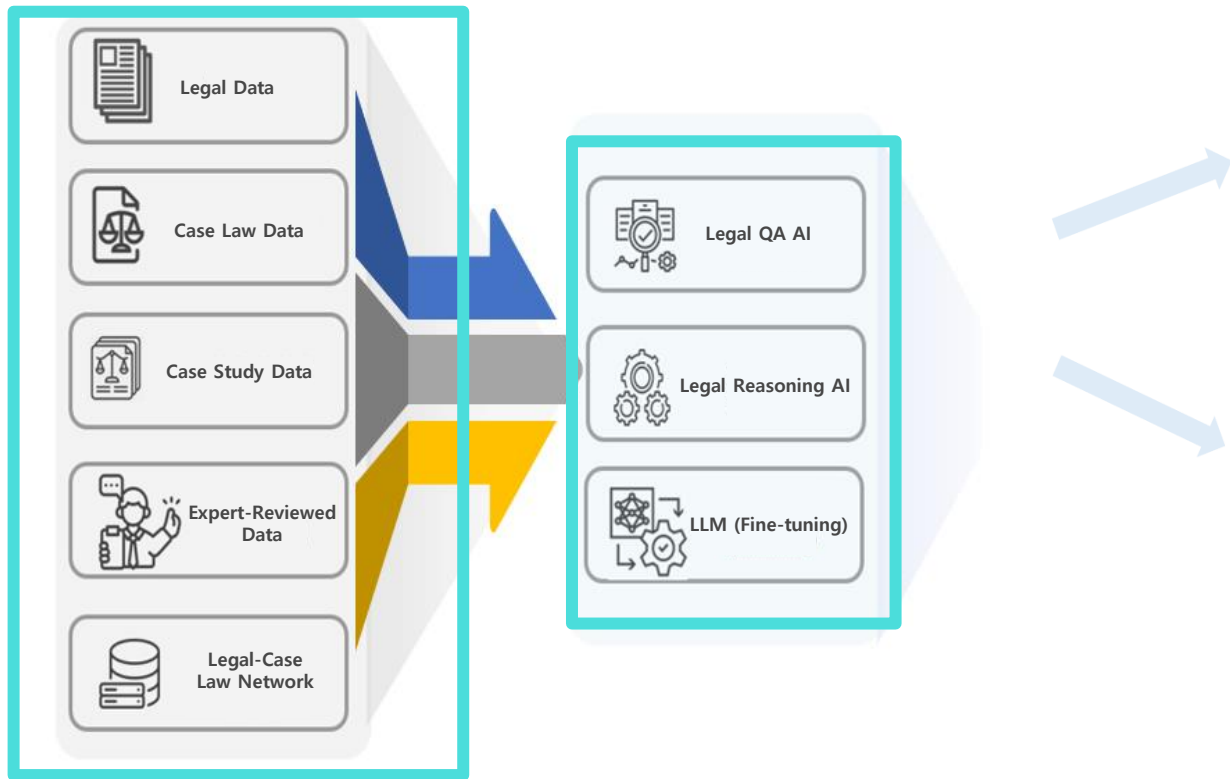 Legal Data
Case Law Data
Case Study Data
Expert-Reviewed
Data
Legal-Case
Law Network
Legal QA AI
Legal Reasoning AI
LLM (Fine-tuning)